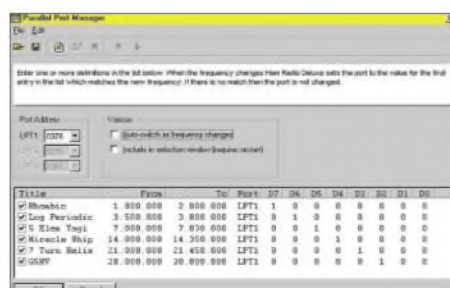 Parallel Port Manager
File Edit
Enter one or more definitions in the list below. When the frequency changes Ham Radio Deluxe sets the port to the value for the first
entry in the list which matches the new frequency. If there is no match then the port is not changed.
Port Address
Various
LPT1: 0378
auto-switch as frequency changes
Include in selection window (requires restart)
Title From To Port D7 D6 D5 D4 D3 D2 D1 D0
Rhombic 1 800.000 2 000 000 LPT1 1 0 0 0 0 0 0 0
Log Periodic 3 500.000 3 800 000 LPT1 0 1 0 0 0 0 0 0
5 Elem Yagi 7 000.000 7 030 000 LPT1 0 0 1 0 0 0 0 0
Miracle Whip 14 000.000 14 350 000 LPT1 0 0 0 1 0 0 0 0
7 Turn Helix 21 000.000 21 450 000 LPT1 0 0 0 0 1 0 0 0
G5RV 28 000.000 30 000 000 LPT1 0 0 0 0 0 1 0 0